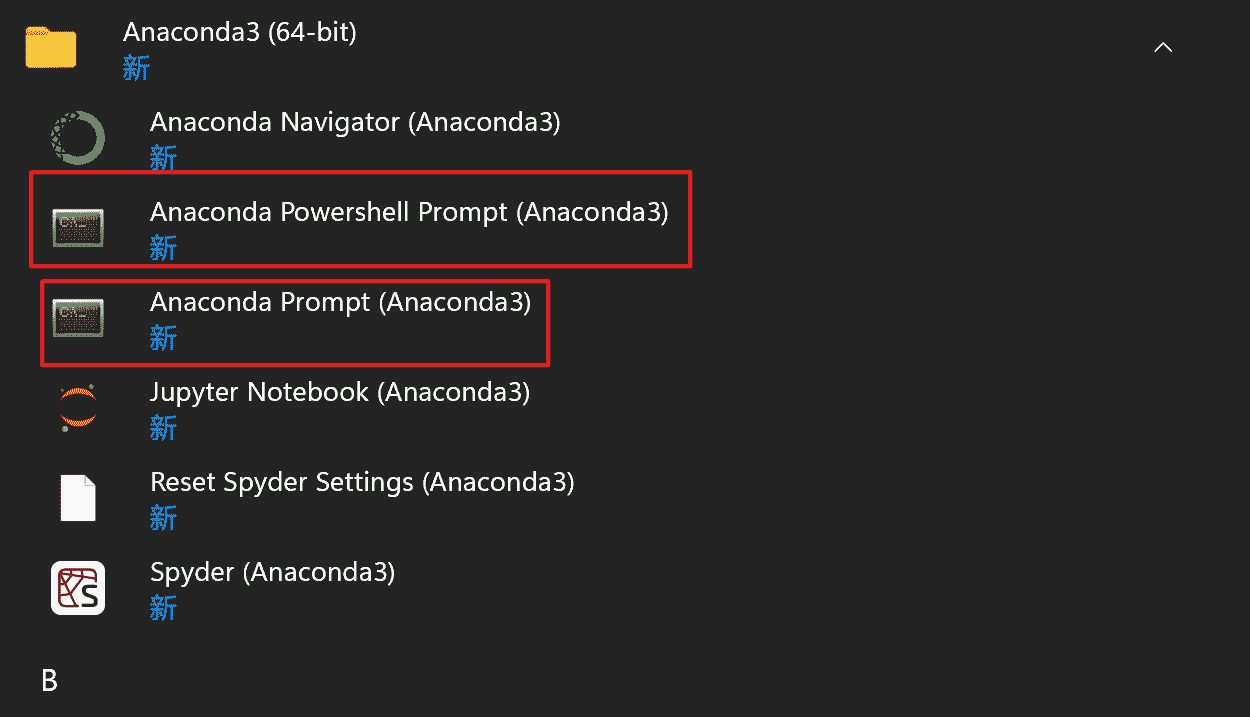 Anaconda3 (64-bit)
新
Anaconda Navigator (Anaconda3)
新
Anaconda Powershell Prompt (Anaconda3)
新
Anaconda Prompt (Anaconda3)
新
Jupyter Notebook (Anaconda3)
新
Reset Spyder Settings (Anaconda3)
新
Spyder (Anaconda3)
新
B